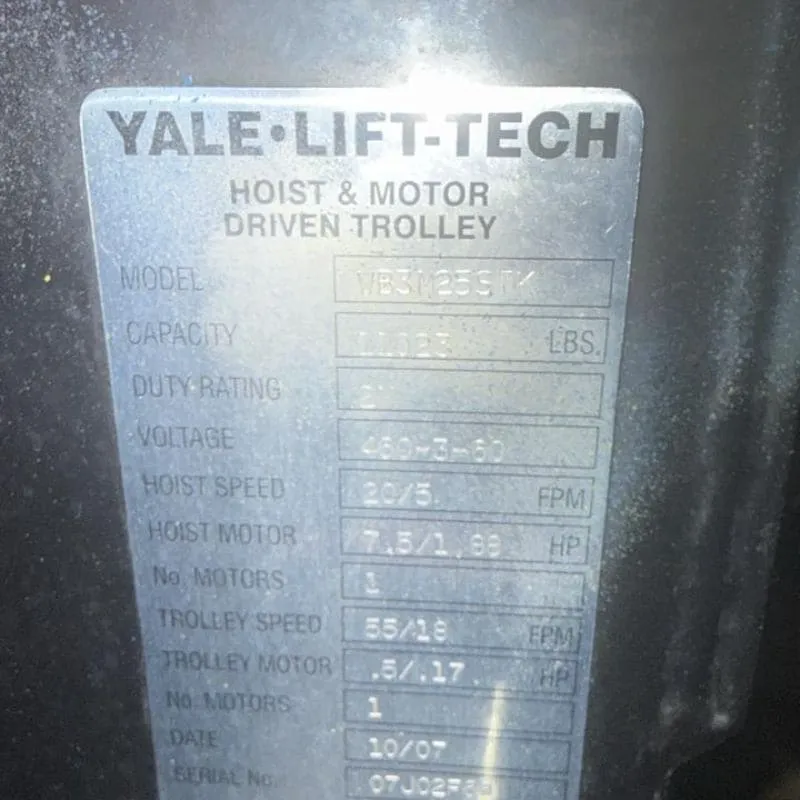 YALE•LIFT-TECH
HOIST & MOTOR
DRIVEN TROLLEY
MODEL
CAPACITY 11023 LBS.
DUTY RATING
VOLTAGE 460-3-60
HOIST SPEED 20/5 FPM
HOIST MOTOR 7.5/1.88 HP
No. MOTORS 1
TROLLEY SPEED 55/18 FPM
TROLLEY MOTOR .5/.17 HP
No. MOTORS 1
DATE 10/07
SERIAL No.